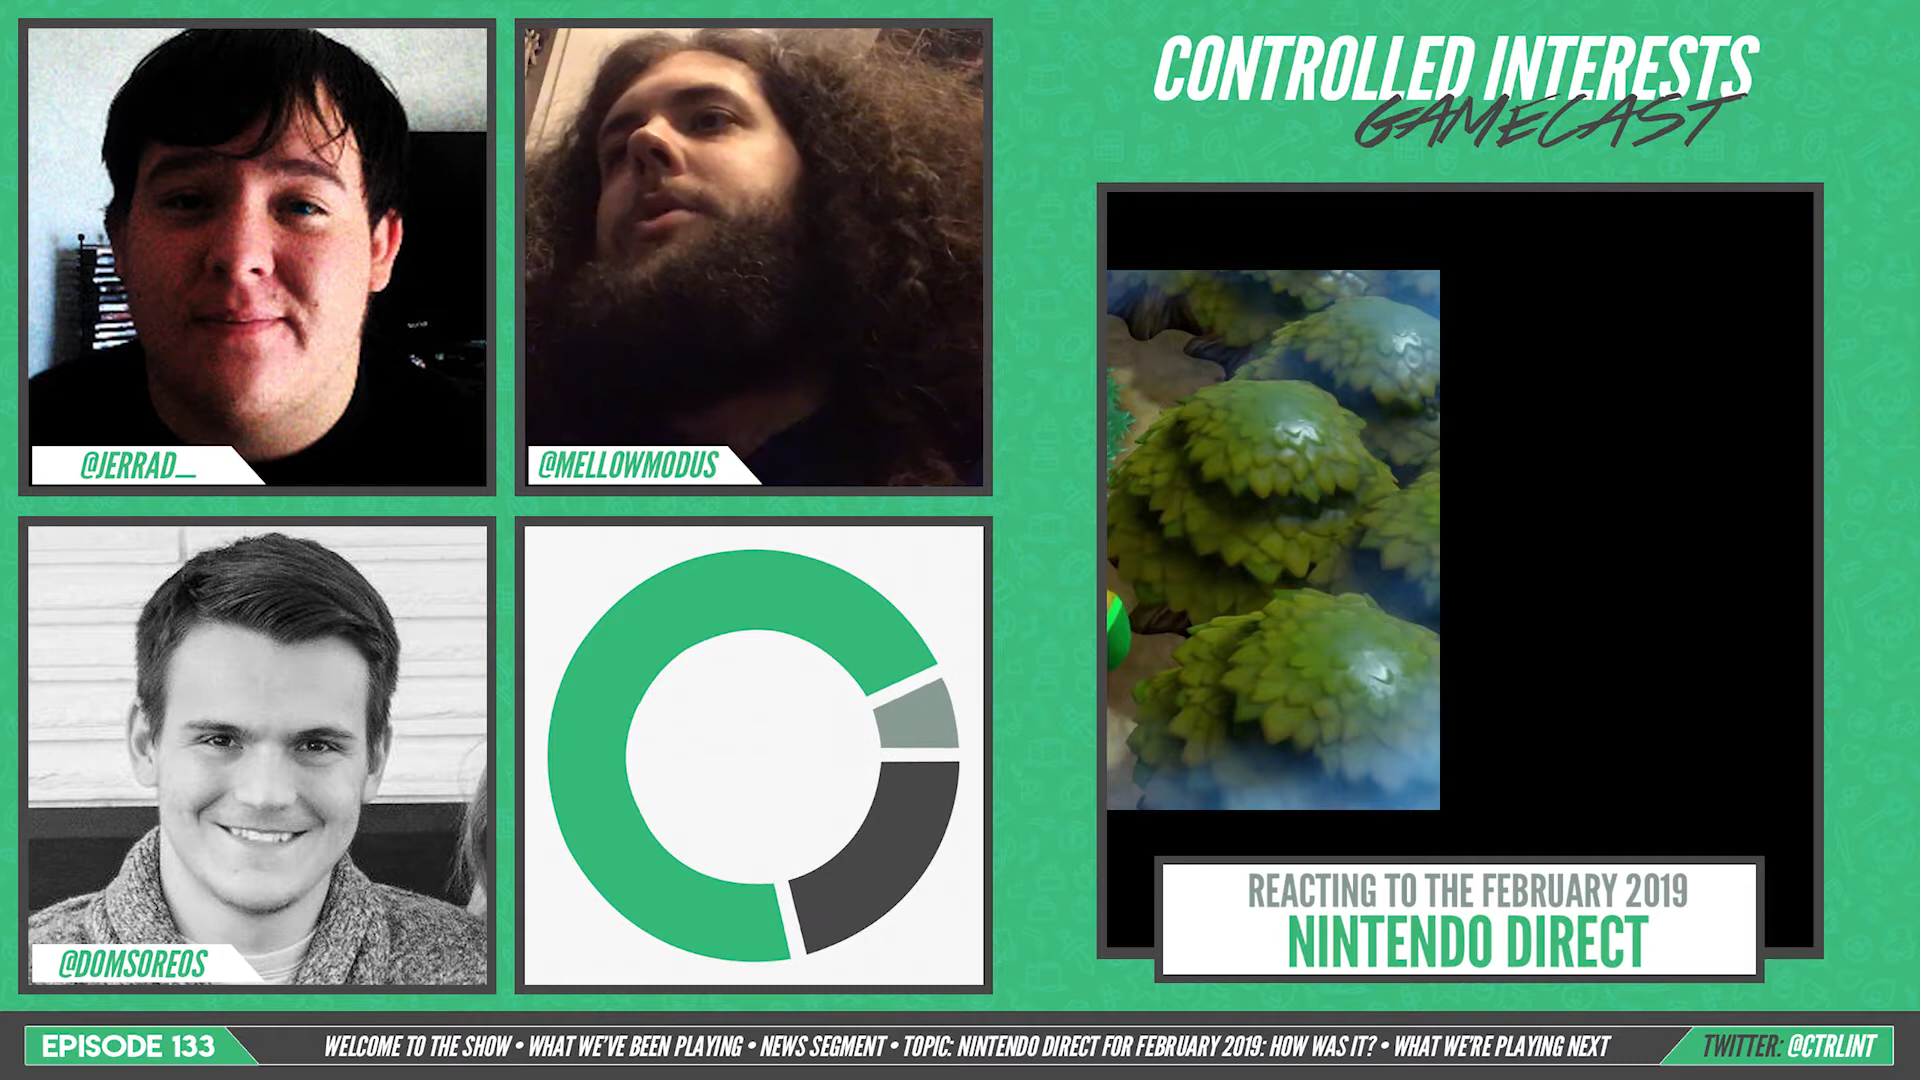 CONTROLLED INTERESTS
GAMECAST
@JERRAD_
@MELLOWMODUS
@DOMSOREOS
REACTING TO THE FEBRUARY 2019
NINTENDO DIRECT
EPISODE 133
WELCOME TO THE SHOW • WHAT WE'VE BEEN PLAYING • NEWS SEGMENT • TOPIC: NINTENDO DIRECT FOR FEBRUARY 2019: HOW WAS IT? • WHAT WE'RE PLAYING NEXT
TWITTER: @CTRLINT